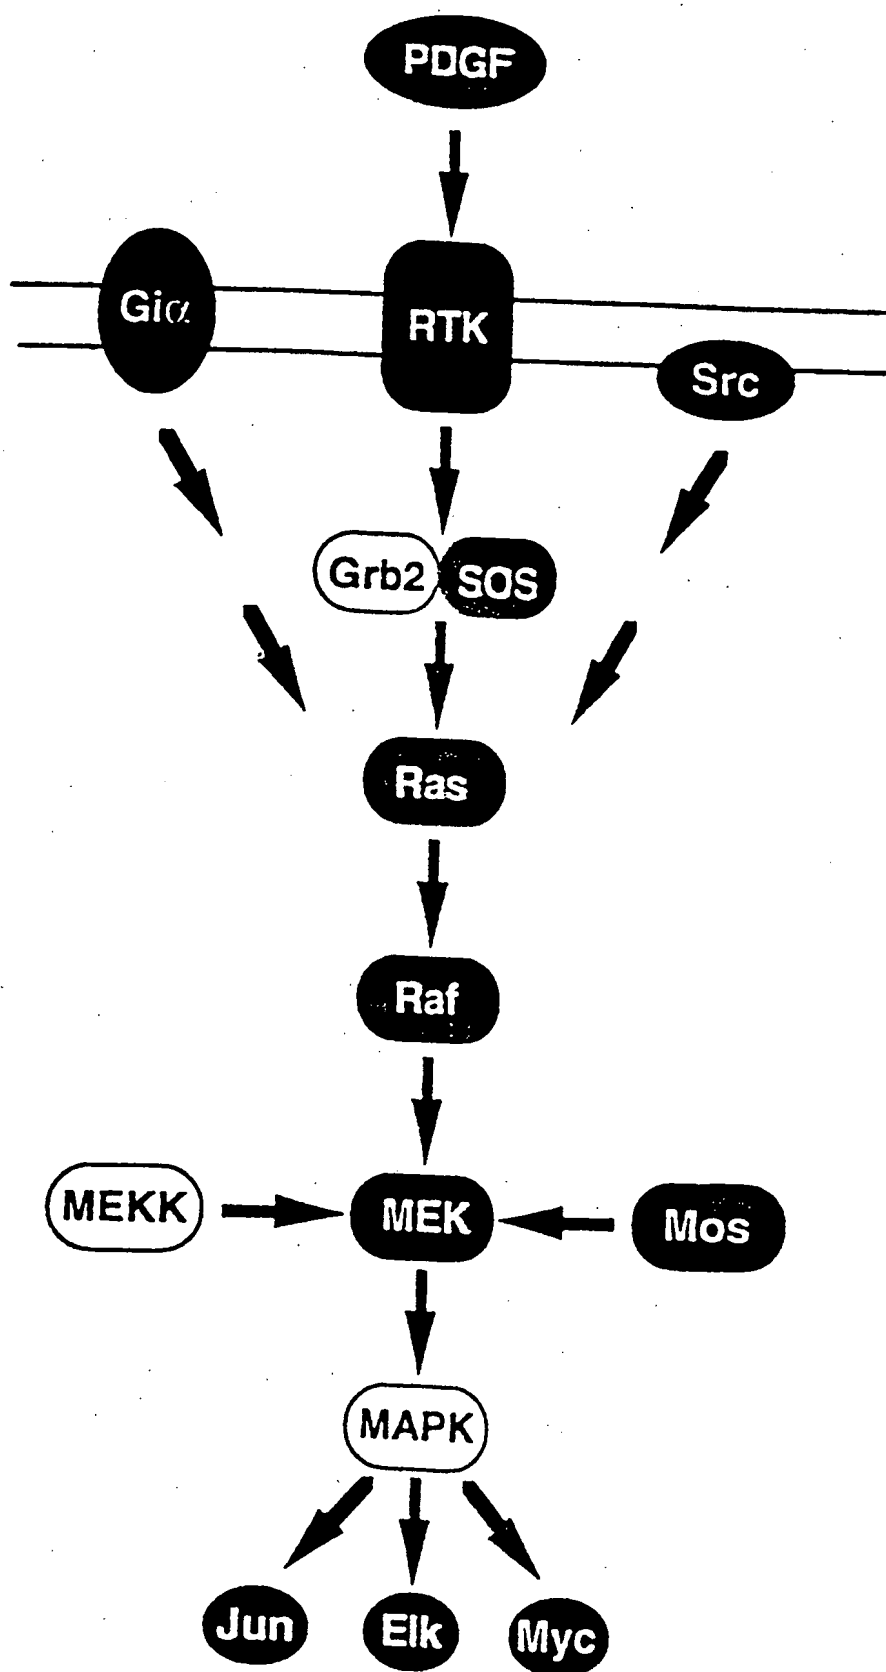 PDGF
Giα
RTK
Src
Grb2
SOS
Ras
Raf
MEKK
MEK
Mos
MAPK
Jun
Elk
Myc